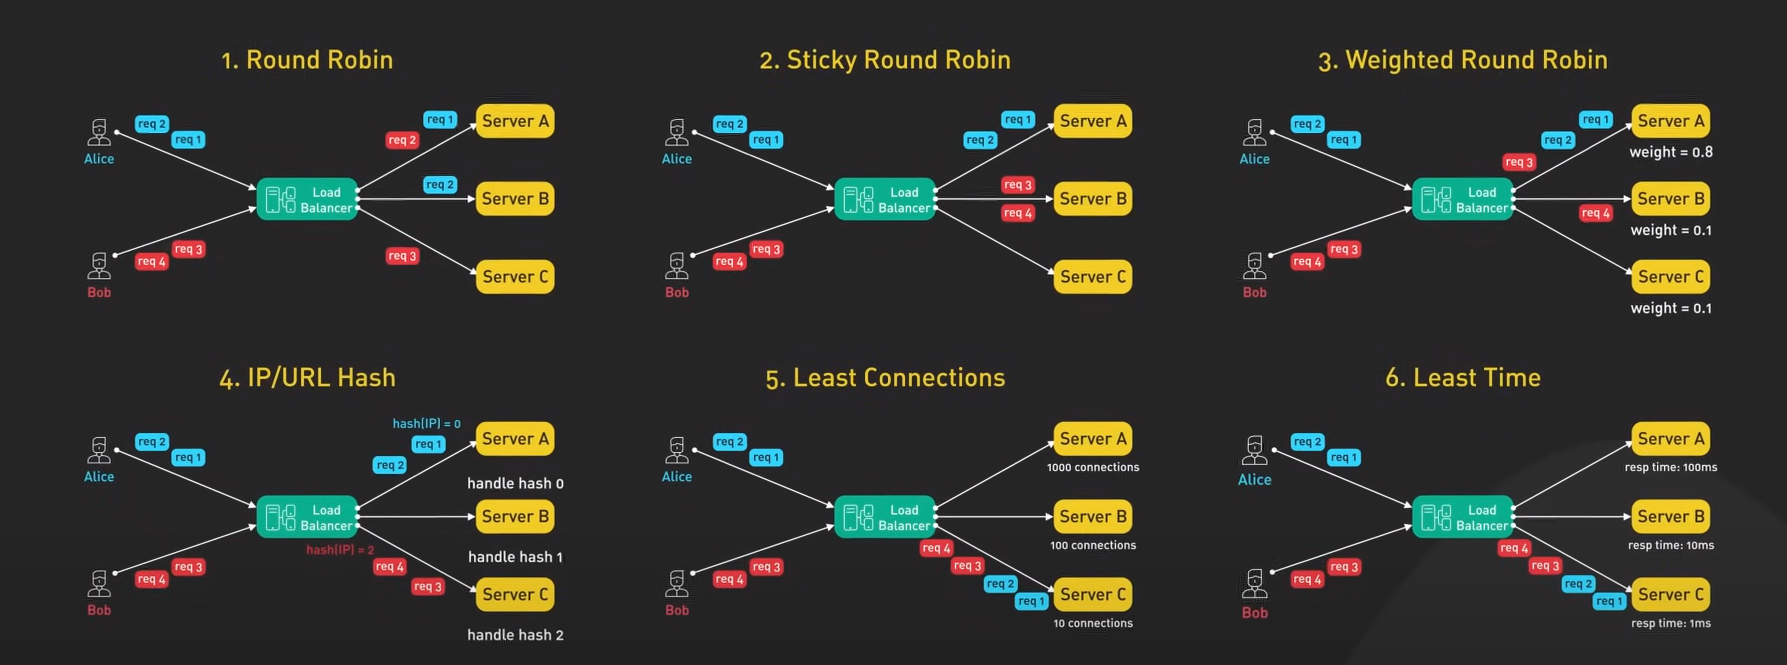 1. Round Robin
req 2
req 1
Alice
req 1
req 2
Server A
Load
Balancer
req 2
Server B
req 3
req 4
Bob
req 3
Server C
2. Sticky Round Robin
req 2
req 1
Alice
req 1
req 2
Server A
Load
Balancer
req 3
req 4
Server B
req 3
req 4
Bob
Server C
3. Weighted Round Robin
req 2
req 1
Alice
req 1
req 2
req 3
Server A
weight = 0.8
Load
Balancer
req 4
Server B
weight = 0.1
req 3
req 4
Bob
Server C
weight = 0.1
4. IP/URL Hash
req 2
req 1
Alice
hash(IP) = 0
req 1
req 2
Server A
handle hash 0
Load
Balancer
Server B
handle hash 1
hash(IP) = 2
req 3
req 4
Bob
req 4
req 3
Server C
handle hash 2
5. Least Connections
req 2
req 1
Alice
Server A
1000 connections
Load
Balancer
Server B
100 connections
req 3
req 4
Bob
req 4
req 3
req 2
req 1
Server C
10 connections
6. Least Time
req 2
req 1
Alice
Server A
resp time: 100ms
Load
Balancer
Server B
resp time: 10ms
req 3
req 4
Bob
req 4
req 3
req 2
req 1
Server C
resp time: 1ms